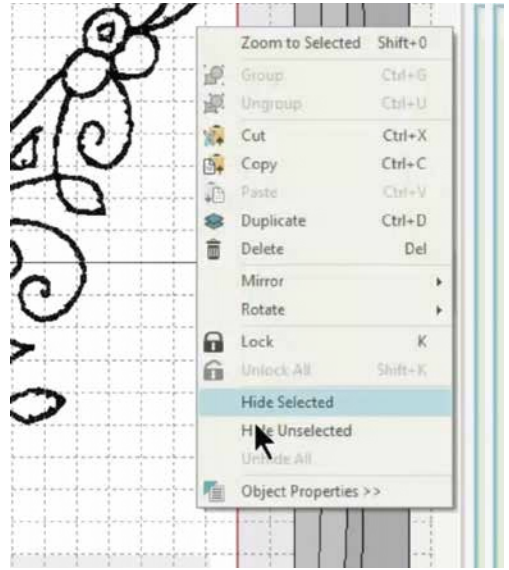 Zoom to Selected Shift+0
Group Ctrl+G
Ungroup Ctrl+U
Cut Ctrl+X
Copy Ctrl+C
Paste Ctrl+V
Duplicate Ctrl+D
Delete Del
Mirror
Rotate
Lock K
Unlock All Shift+K
Hide Selected
Hide Unselected
Unhide All
Object Properties >>